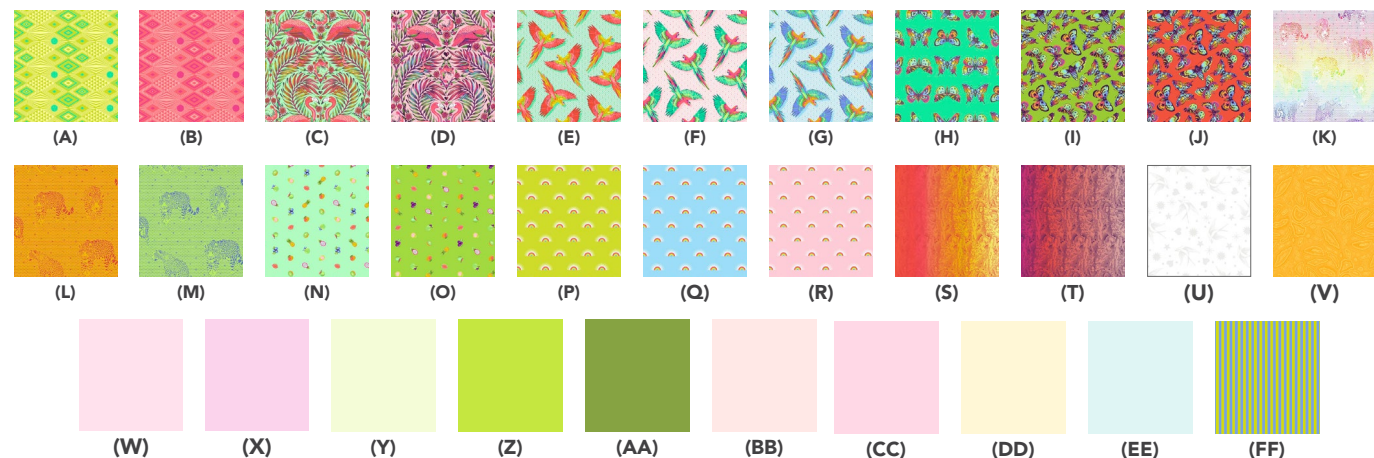 (A) (B) (C) (D) (E) (F) (G) (H) (I) (J) (K)
(L) (M) (N) (O) (P) (Q) (R) (S) (T) (U) (V)
(W) (X) (Y) (Z) (AA) (BB) (CC) (DD) (EE) (FF)